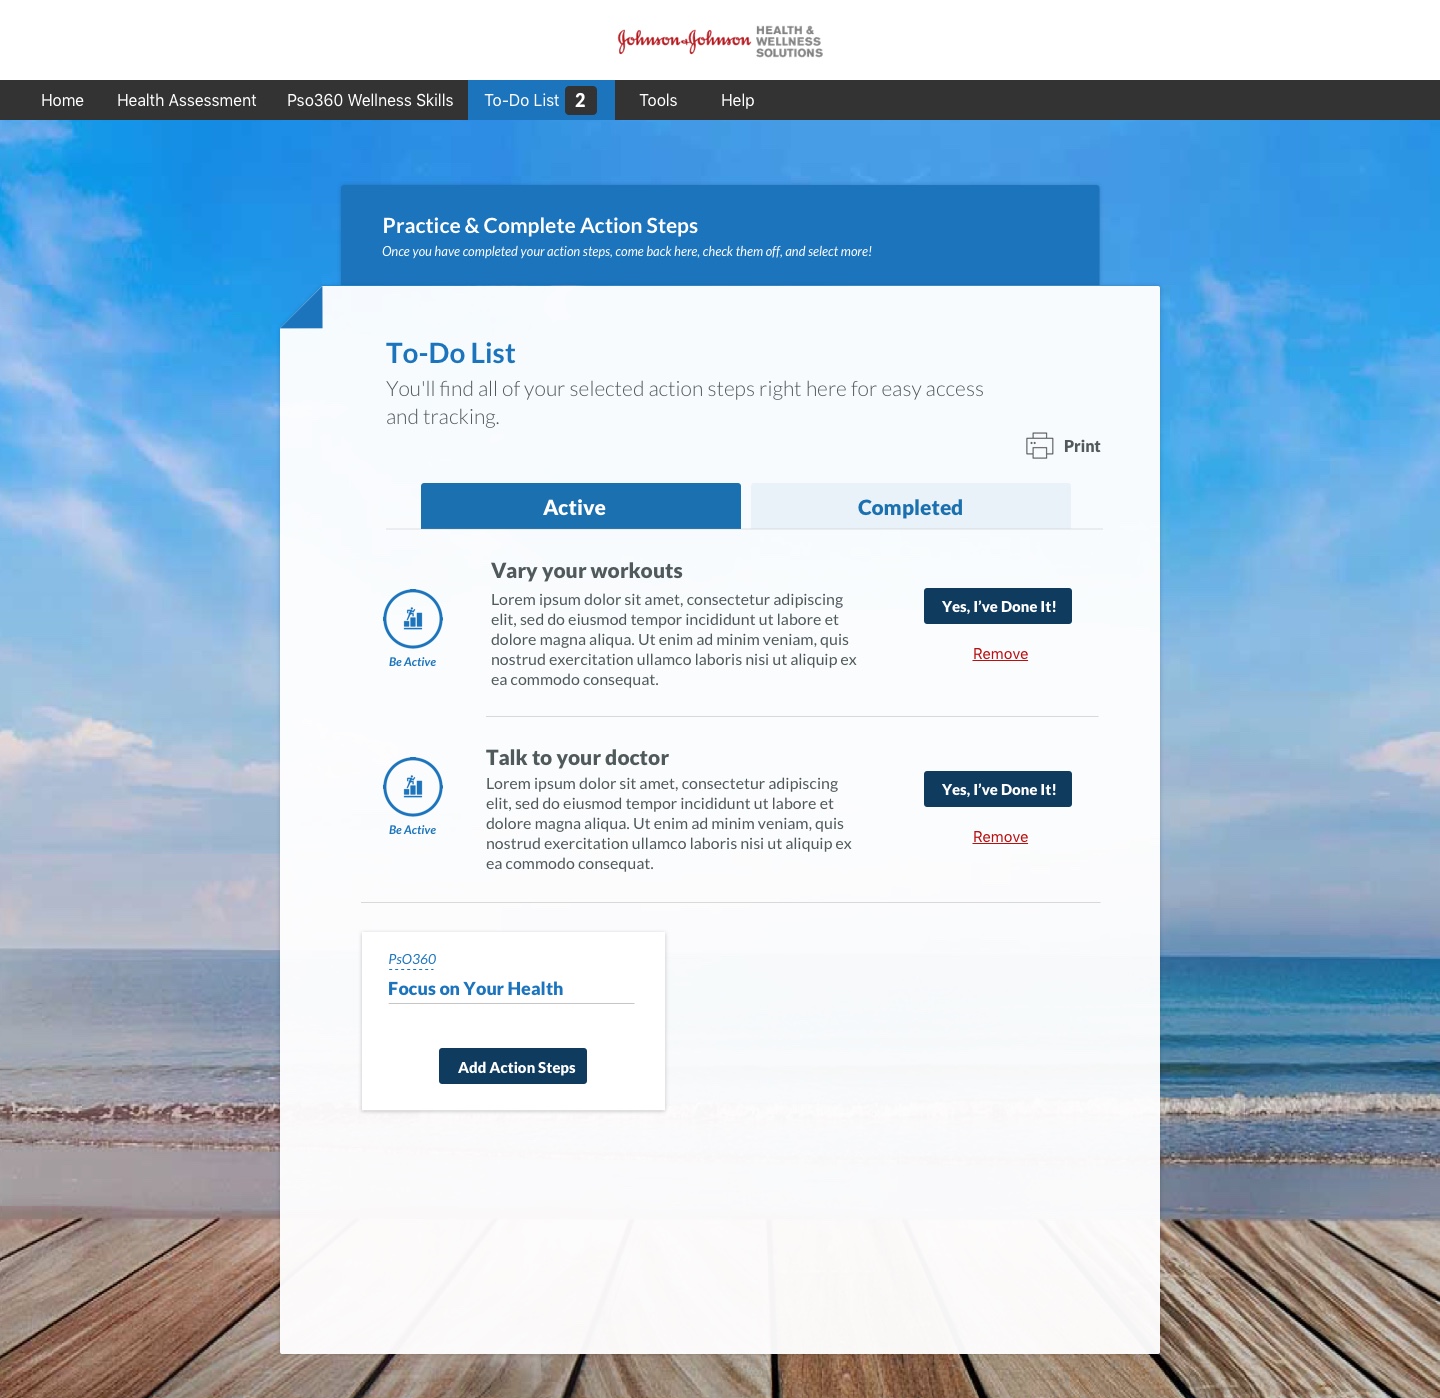 Johnson & Johnson HEALTH &
WELLNESS
SOLUTIONS
Home Health Assessment Pso360 Wellness Skills To-Do List 2 Tools Help
Practice & Complete Action Steps
Once you have completed your action steps, come back here, check them off, and select more!
To-Do List
You'll find all of your selected action steps right here for easy access
and tracking.
Print
Active Completed
Vary your workouts
Lorem ipsum dolor sit amet, consectetur adipiscing
elit, sed do eiusmod tempor incididunt ut labore et
dolore magna aliqua. Ut enim ad minim veniam, quis
nostrud exercitation ullamco laboris nisi ut aliquip ex
ea commodo consequat.
Be Active
Yes, I've Done It!
Remove
Talk to your doctor
Lorem ipsum dolor sit amet, consectetur adipiscing
elit, sed do eiusmod tempor incididunt ut labore et
dolore magna aliqua. Ut enim ad minim veniam, quis
nostrud exercitation ullamco laboris nisi ut aliquip ex
ea commodo consequat.
Be Active
Yes, I've Done It!
Remove
PsO360
Focus on Your Health
Add Action Steps